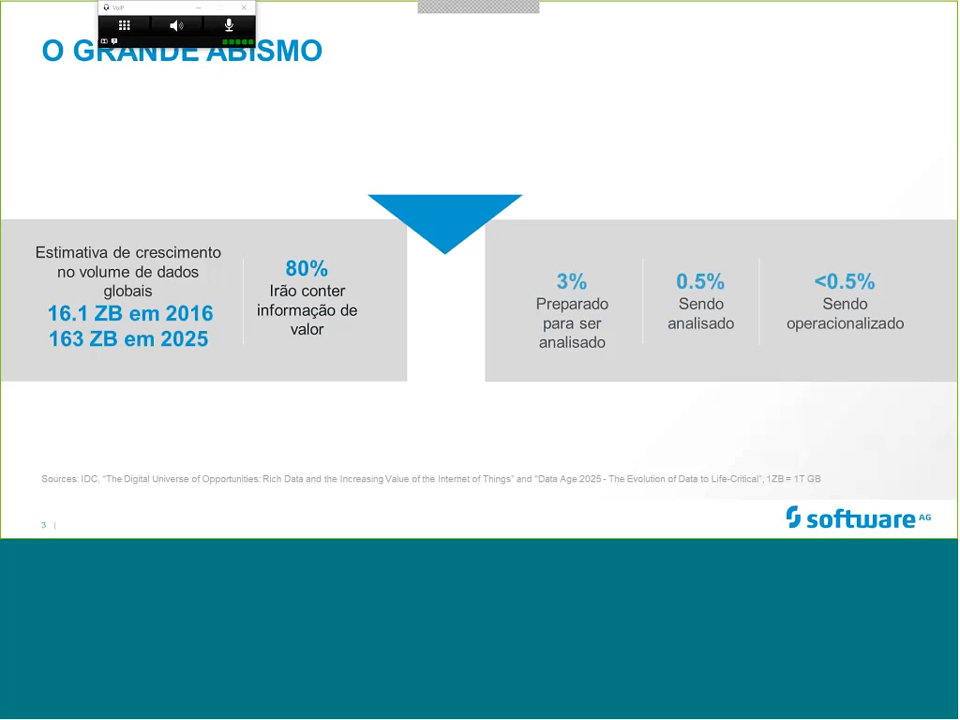 VoIP
O GRANDE ABISMO
Estimativa de crescimento
no volume de dados
globais
16.1 ZB em 2016
163 ZB em 2025
80%
Irão conter
informação de
valor
3%
Preparado
para ser
analisado
0.5%
Sendo
analisado
<0.5%
Sendo
operacionalizado
Sources: IDC, “The Digital Universe of Opportunities: Rich Data and the Increasing Value of the Internet of Things” and “Data Age 2025 - The Evolution of Data to Life-Critical”, 1ZB = 1T GB
3 |
software AG